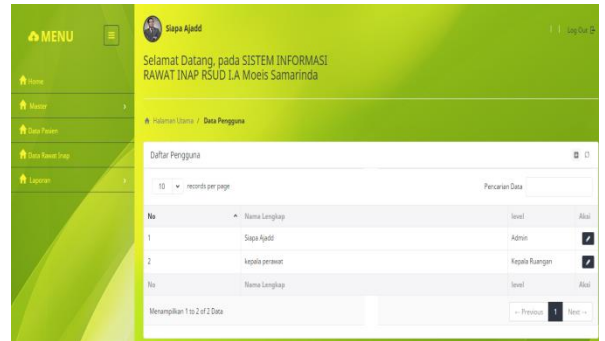 MENU
Home
Master
Data Pasien
Data Rawat Inap
Laporan
Siapa Ajadd
Log Out
Selamat Datang, pada SISTEM INFORMASI
RAWAT INAP RSUD I.A Moeis Samarinda
Halaman Utama / Data Pengguna
Daftar Pengguna
10 records per page
Pencarian Data
No Nama Lengkap level Aksi
1 Siapa Ajadd Admin
2 kepala perawat Kepala Ruangan
No Nama Lengkap level Aksi
Menampilkan 1 to 2 of 2 Data
← Previous 1 Next →